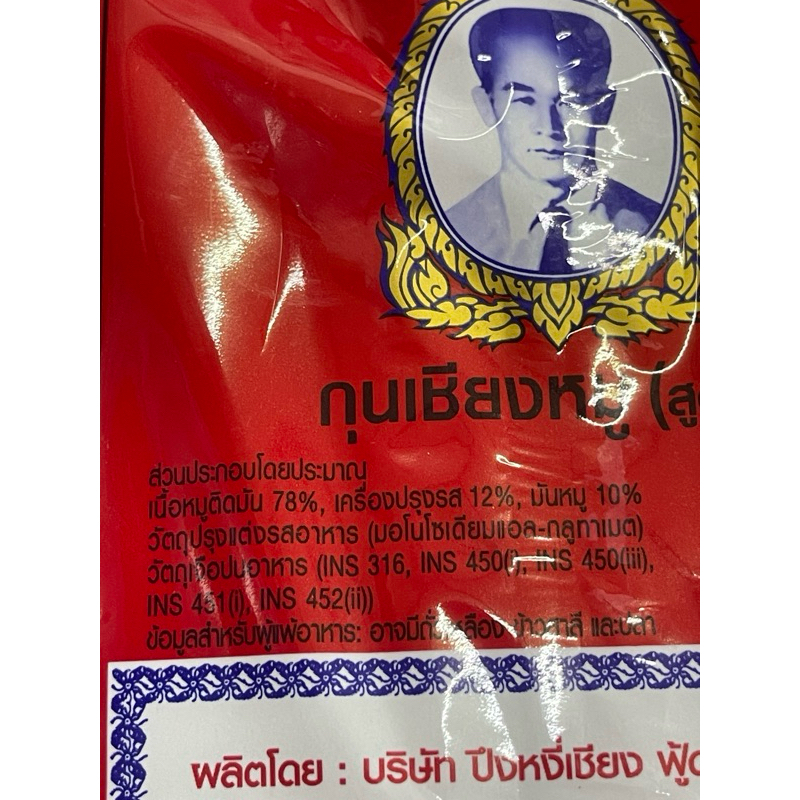 กุนเชียงหมู (สู
ส่วนประกอบโดยประมาณ
เนื้อหมูติดมัน 78%, เครื่องปรุงรส 12%, มันหมู 10%
วัตถุปรุงแต่งรสอาหาร (มอโนโซเดียมแอล-กลูทาเมต)
วัตถุเจือปนอาหาร (INS 316, INS 450(i), INS 450(iii),
INS 451(i), INS 452(ii))
ข้อมูลสำหรับผู้แพ้อาหาร: อาจมีถั่วเหลือง ข้าวสาลี และปลา
ผลิตโดย : บริษัท ปึงหงี่เชียง ฟู้ด